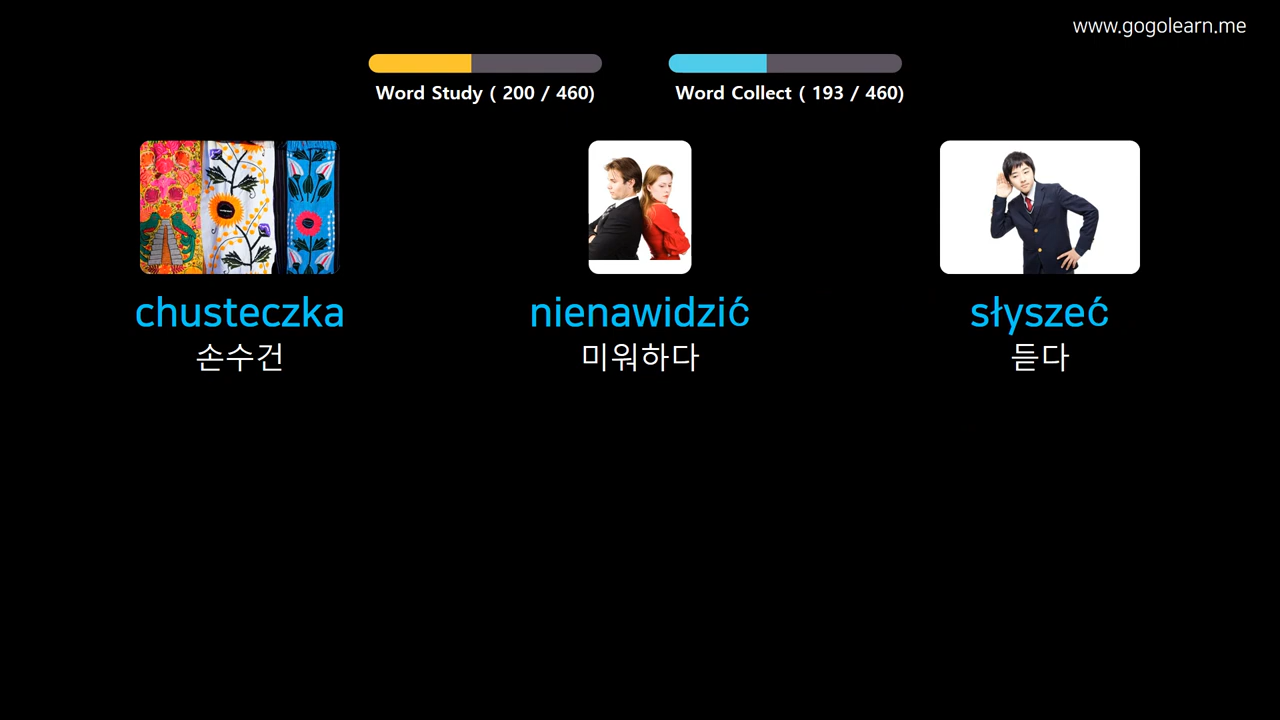 www.gogolearn.me
Word Study ( 200 / 460)
Word Collect ( 193 / 460)
chusteczka
손수건
nienawidzić
미워하다
słyszeć
듣다